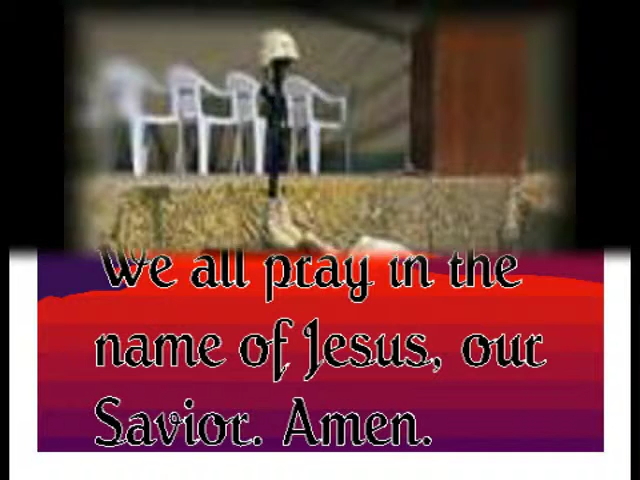 We all pray in the
name of Jesus, our
Savior. Amen.